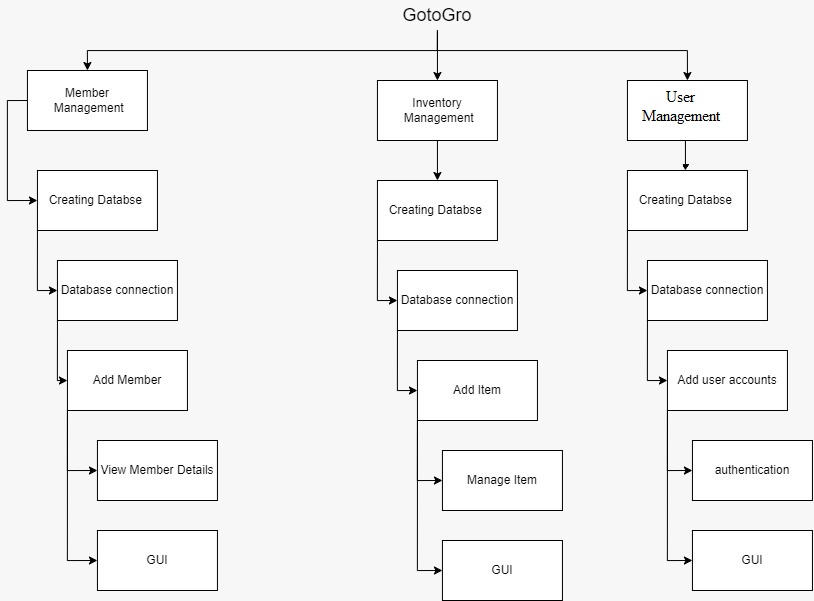 GotoGro
Member
Management
Creating Databse
Database connection
Add Member
View Member Details
GUI
Inventory
Management
Creating Databse
Database connection
Add Item
Manage Item
GUI
User
Management
Creating Databse
Database connection
Add user accounts
authentication
GUI